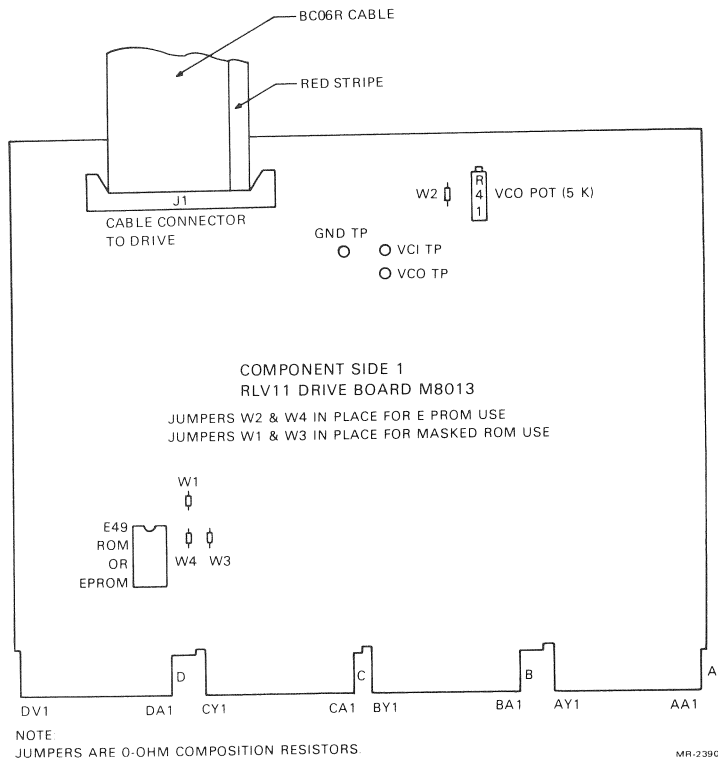 BC06R CABLE
RED STRIPE
J1
CABLE CONNECTOR
TO DRIVE
W2
R
4
1
VCO POT (5 K)
GND TP
VCI TP
VCO TP
COMPONENT SIDE 1
RLV11 DRIVE BOARD M8013
JUMPERS W2 & W4 IN PLACE FOR E PROM USE
JUMPERS W1 & W3 IN PLACE FOR MASKED ROM USE
W1
E49
ROM
OR
EPROM
W4
W3
D
C
B
A
DV1
DA1
CY1
CA1
BY1
BA1
AY1
AA1
NOTE
JUMPERS ARE 0-OHM COMPOSITION RESISTORS.
MR-2390